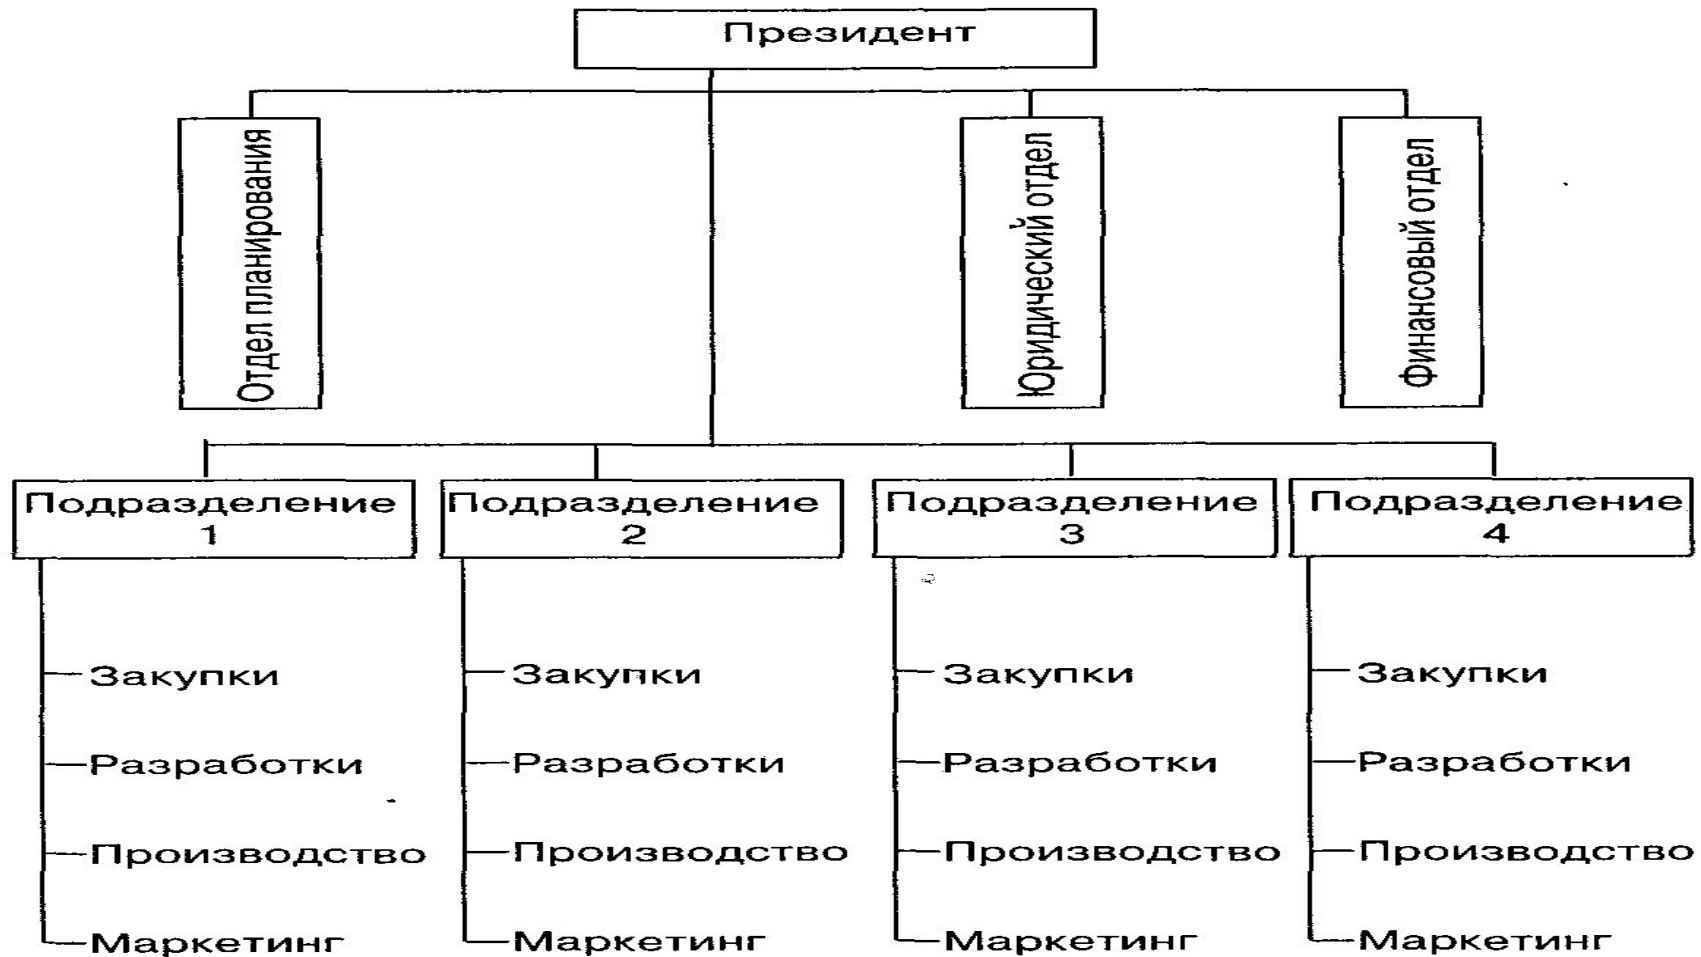 Президент
Отдел планирования
Юридический отдел
Финансовый отдел
Подразделение
1
Подразделение
2
Подразделение
3
Подразделение
4
Закупки
Разработки
Производство
Маркетинг
Закупки
Разработки
Производство
Маркетинг
Закупки
Разработки
Производство
Маркетинг
Закупки
Разработки
Производство
Маркетинг